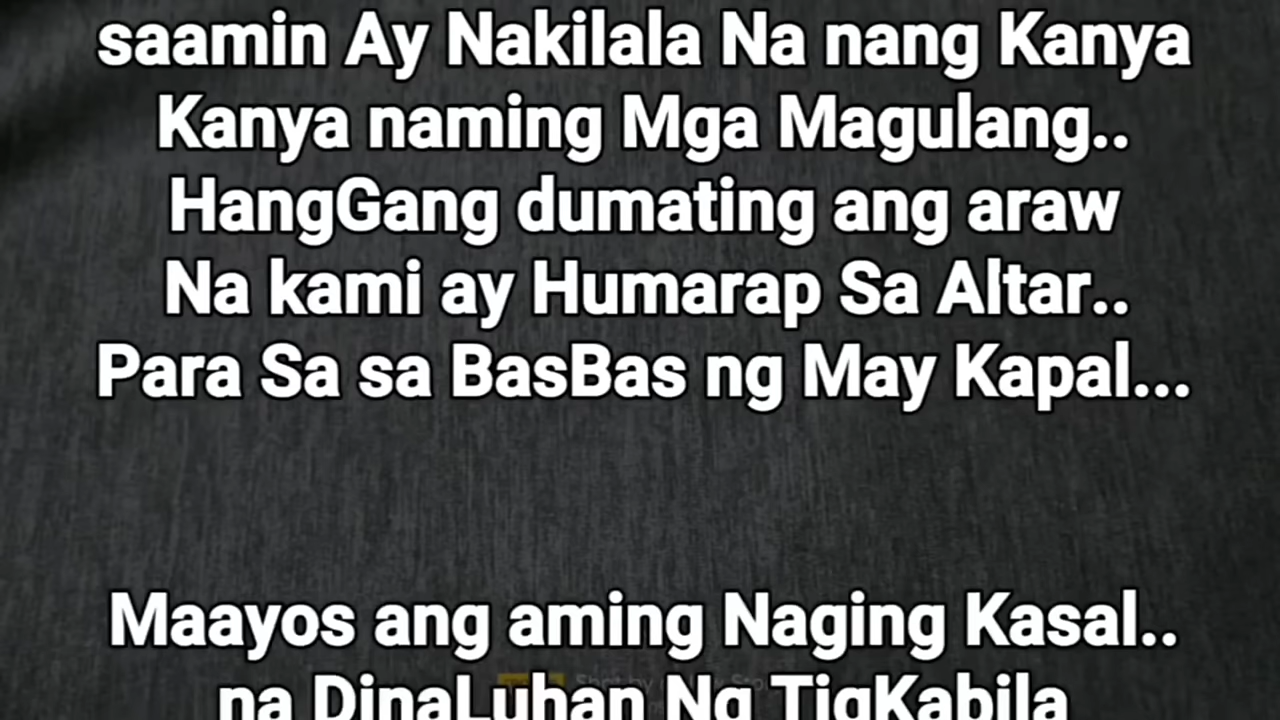 saamin Ay Nakilala Na nang Kanya
Kanya naming Mga Magulang..
HangGang dumating ang araw
Na kami ay Humarap Sa Altar..
Para Sa sa BasBas ng May Kapal...
Maayos ang aming Naging Kasal..
na DinaLuhan Ng TigKabila